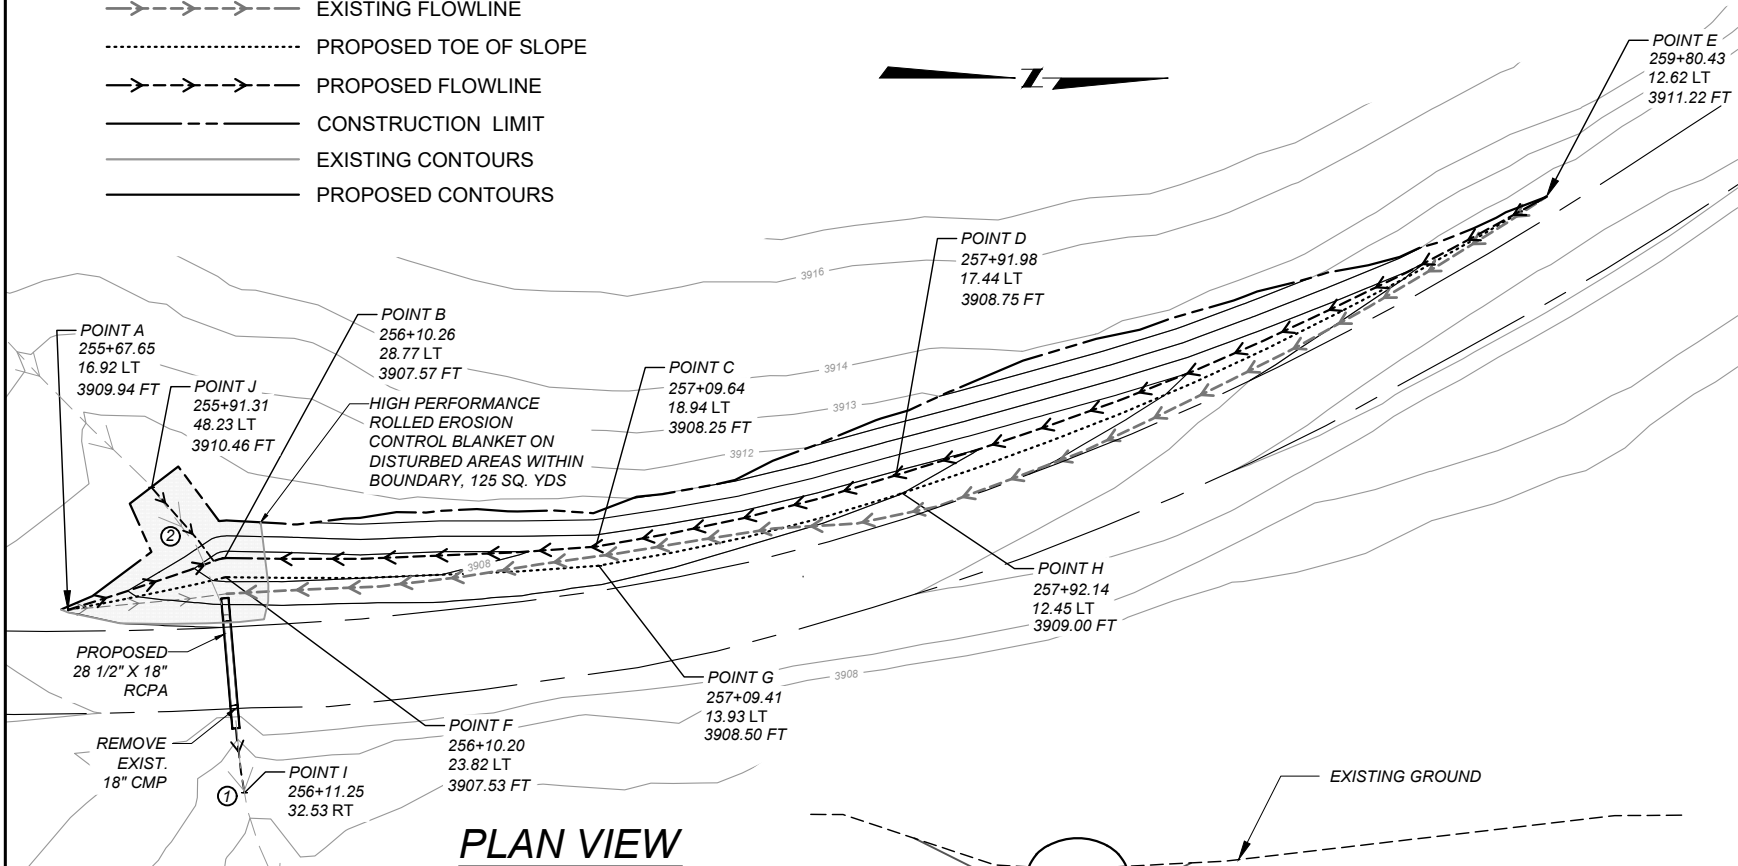 EXISTING FLOWLINE
PROPOSED TOE OF SLOPE
PROPOSED FLOWLINE
CONSTRUCTION LIMIT
EXISTING CONTOURS
PROPOSED CONTOURS
Z
POINT E
259+80.43
12.62 LT
3911.22 FT
POINT D
257+91.98
17.44 LT
3908.75 FT
3916
POINT B
256+10.26
28.77 LT
3907.57 FT
POINT A
255+67.65
16.92 LT
3909.94 FT
POINT J
255+91.31
48.23 LT
3910.46 FT
POINT C
257+09.64
18.94 LT
3908.25 FT
3914
3913
3912
HIGH PERFORMANCE
ROLLED EROSION
CONTROL BLANKET ON
DISTURBED AREAS WITHIN
BOUNDARY, 125 SQ. YDS
2
3908
POINT H
257+92.14
12.45 LT
3909.00 FT
PROPOSED
28 1/2" X 18"
RCPA
POINT G
257+09.41
13.93 LT
3908.50 FT
3908
REMOVE
EXIST.
18" CMP
POINT F
256+10.20
23.82 LT
3907.53 FT
POINT I
256+11.25
32.53 RT
1
EXISTING GROUND
PLAN VIEW